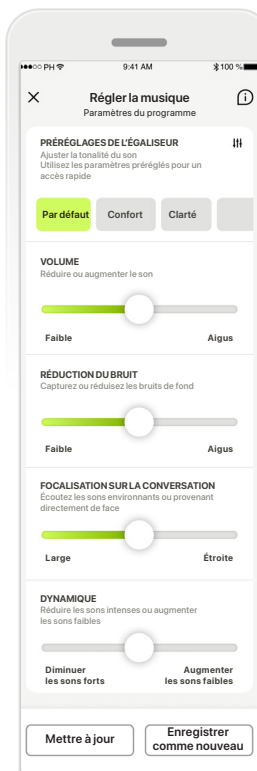 ●●●○○ PH 9:41 AM 100 %
Régler la musique
Paramètres du programme
PRÉRÉGLAGES DE L'ÉGALISEUR
Ajuster la tonalité du son
Utilisez les paramètres préréglés pour un
accès rapide
Par défaut Confort Clarté
VOLUME
Réduire ou augmenter le son
Faible Aigus
RÉDUCTION DU BRUIT
Capturez ou réduisez les bruits de fond
Faible Aigus
FOCALISATION SUR LA CONVERSATION
Écoutez les sons environnants ou provenant
directement de face
Large Étroite
DYNAMIQUE
Réduire les sons intenses ou augmenter
les sons faibles
Diminuer Augmenter
les sons forts les sons faibles
Mettre à jour Enregistrer
comme nouveau